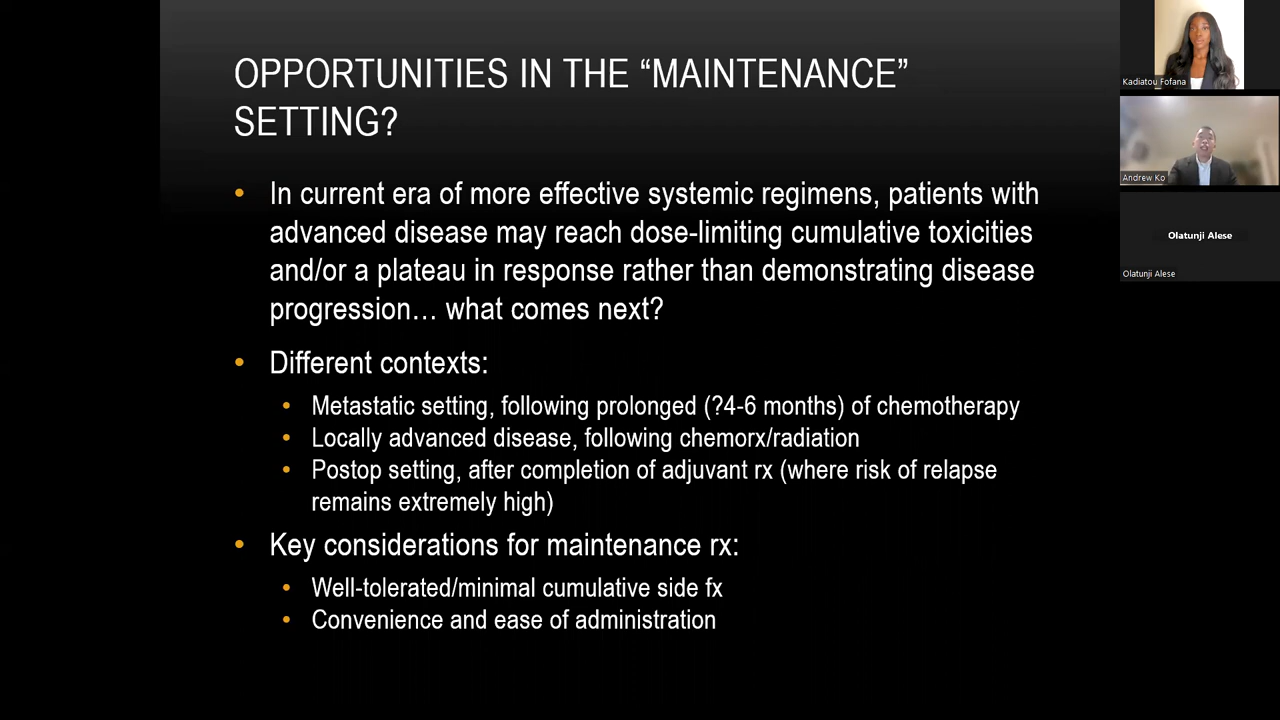 OPPORTUNITIES IN THE “MAINTENANCE”
SETTING?
• In current era of more effective systemic regimens, patients with
advanced disease may reach dose-limiting cumulative toxicities
and/or a plateau in response rather than demonstrating disease
progression… what comes next?
• Different contexts:
• Metastatic setting, following prolonged (?4-6 months) of chemotherapy
• Locally advanced disease, following chemorx/radiation
• Postop setting, after completion of adjuvant rx (where risk of relapse
remains extremely high)
• Key considerations for maintenance rx:
• Well-tolerated/minimal cumulative side fx
• Convenience and ease of administration
Kadiatou Fofana
Andrew Ko
Olatunji Alese
Olatunji Alese